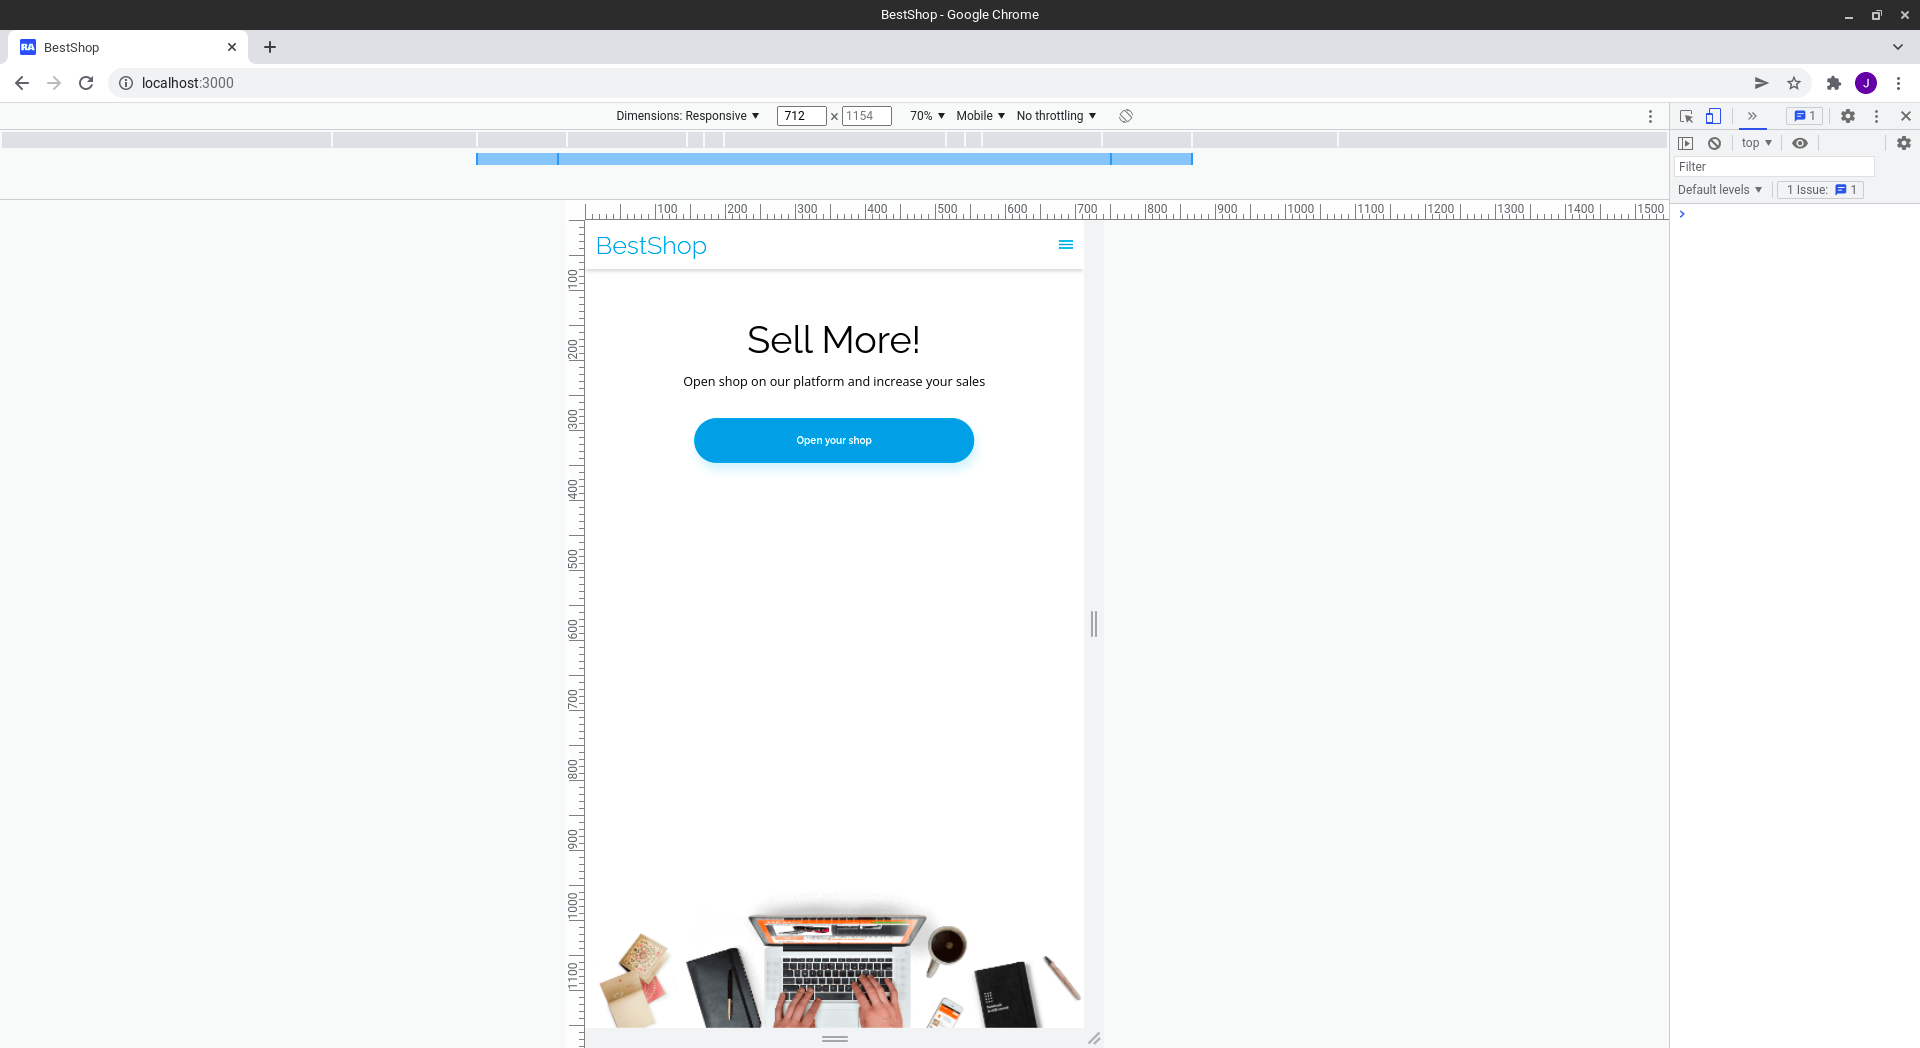 BestShop - Google Chrome
RA BestShop
localhost:3000
J
Dimensions: Responsive 712 × 1154 70% Mobile No throttling
1
top
Filter
Default levels 1 Issue: 1
100 200 300 400 500 600 700 800 900 1000 1100 1200 1300 1400 1500
BestShop
100
Sell More!
200
Open shop on our platform and increase your sales
300
Open your shop
400
500
600
700
800
900
1000
1100